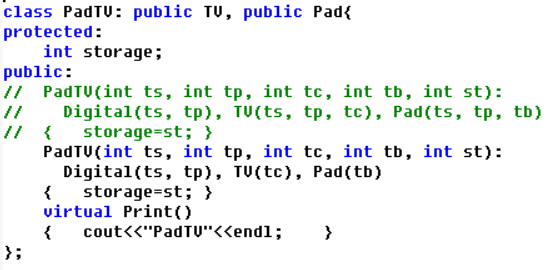 class PadTV: public TV, public Pad{
protected:
    int storage;
public:
//  PadTV(int ts, int tp, int tc, int tb, int st):
//    Digital(ts, tp), TV(ts, tp, tc), Pad(ts, tp, tb)
//  {   storage=st; }
    PadTV(int ts, int tp, int tc, int tb, int st):
      Digital(ts, tp), TV(tc), Pad(tb)
    {   storage=st; }
    virtual Print()
    {   cout<<"PadTV"<<endl;    }
};